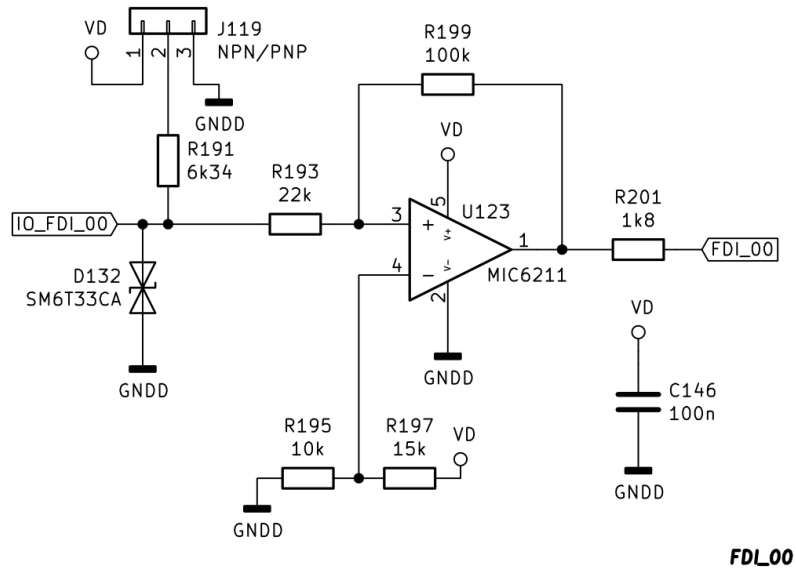 VD
J119
NPN/PNP
1
2
3
GNDD
R199
100k
R191
6k34
VD
R193
22k
IO_FDI_00
3
+
5
V+
U123
1
R201
1k8
FDI_00
4
−
V-
2
MIC6211
D132
SM6T33CA
GNDD
GNDD
VD
C146
100n
GNDD
R195
10k
R197
15k
VD
GNDD
FDI_00